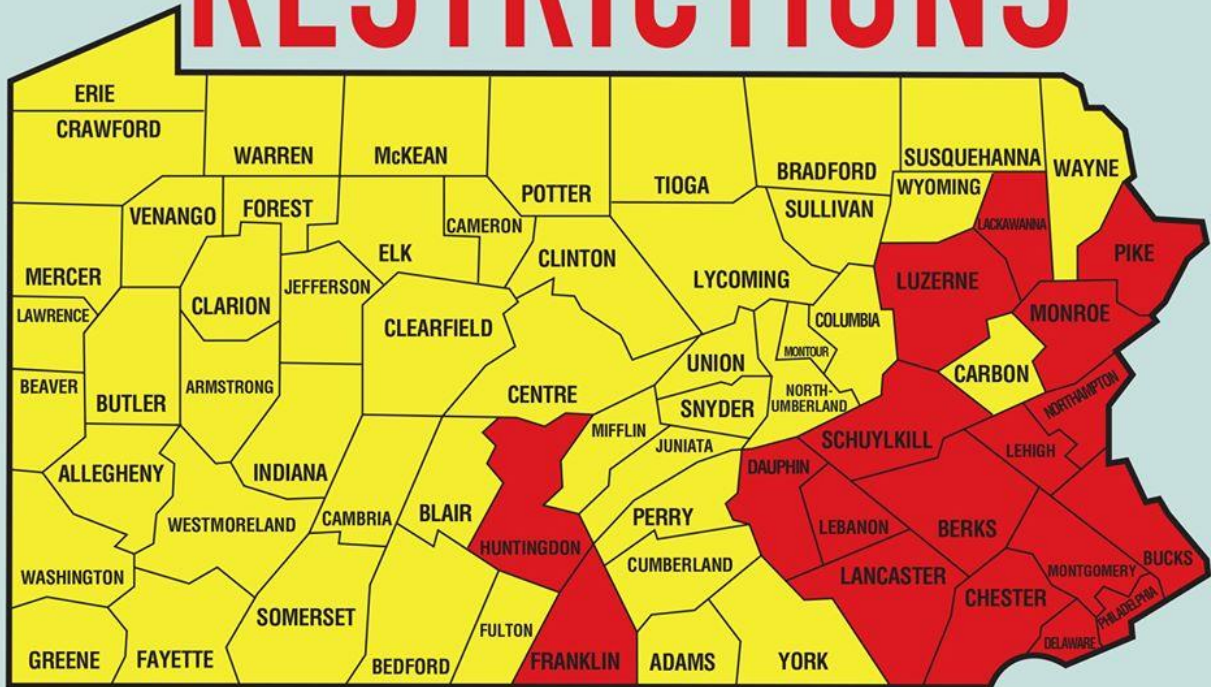 RESTRICTIONS
ERIE
CRAWFORD
WARREN
McKEAN
POTTER
TIOGA
BRADFORD
SUSQUEHANNA
WAYNE
WYOMING
LACKAWANNA
PIKE
VENANGO
FOREST
CAMERON
SULLIVAN
MERCER
ELK
CLINTON
LYCOMING
LUZERNE
LAWRENCE
CLARION
JEFFERSON
CLEARFIELD
COLUMBIA
MONROE
BEAVER
BUTLER
ARMSTRONG
CENTRE
UNION
MONTOUR
CARBON
SNYDER
NORTH-
UMBERLAND
NORTHAMPTON
MIFFLIN
JUNIATA
SCHUYLKILL
LEHIGH
ALLEGHENY
INDIANA
DAUPHIN
WESTMORELAND
CAMBRIA
BLAIR
PERRY
LEBANON
BERKS
HUNTINGDON
CUMBERLAND
BUCKS
WASHINGTON
LANCASTER
MONTGOMERY
CHESTER
PHILADELPHIA
SOMERSET
FULTON
DELAWARE
GREENE
FAYETTE
BEDFORD
FRANKLIN
ADAMS
YORK